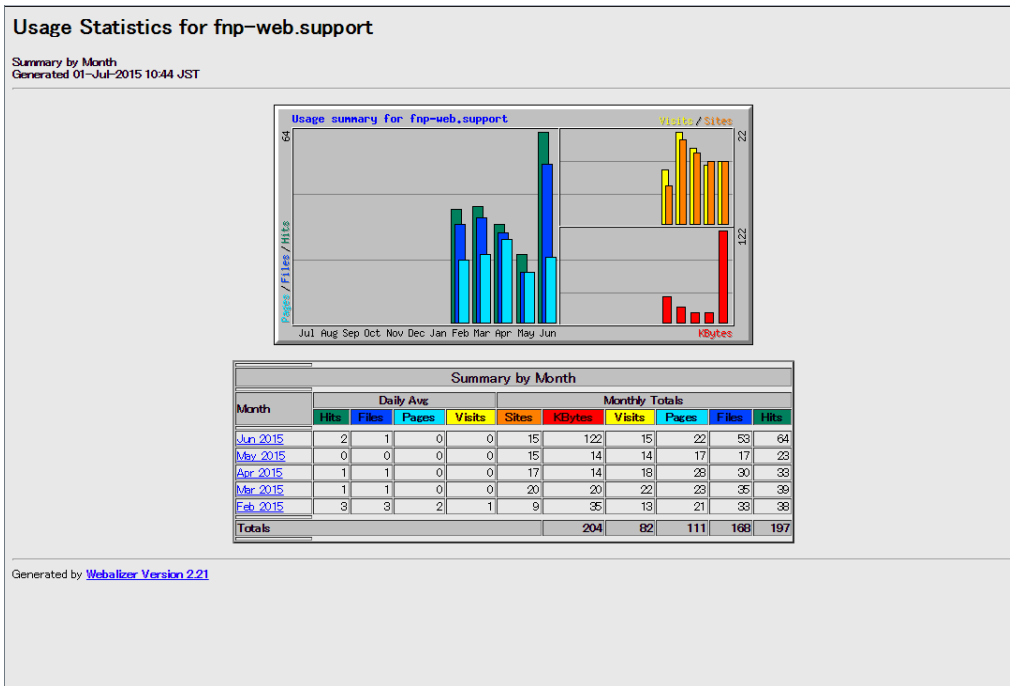 Usage Statistics for fnp-web.support
Summary by Month
Generated 01-Jul-2015 10:44 JST
Usage summary for fnp-web.support
Visits/Sites
64
22
Pages/Files/Hits
122
Jul Aug Sep Oct Nov Dec Jan Feb Mar Apr May Jun
KBytes
Summary by Month
Month Daily Avg Monthly Totals
Hits Files Pages Visits Sites KBytes Visits Pages Files Hits
Jun 2015 2 1 0 0 15 122 15 22 53 64
May 2015 0 0 0 0 15 14 14 17 17 23
Apr 2015 1 1 0 0 17 14 18 28 30 33
Mar 2015 1 1 0 0 20 20 22 23 35 39
Feb 2015 3 3 2 1 9 35 13 21 33 38
Totals 204 82 111 168 197
Generated by Webalizer Version 2.21